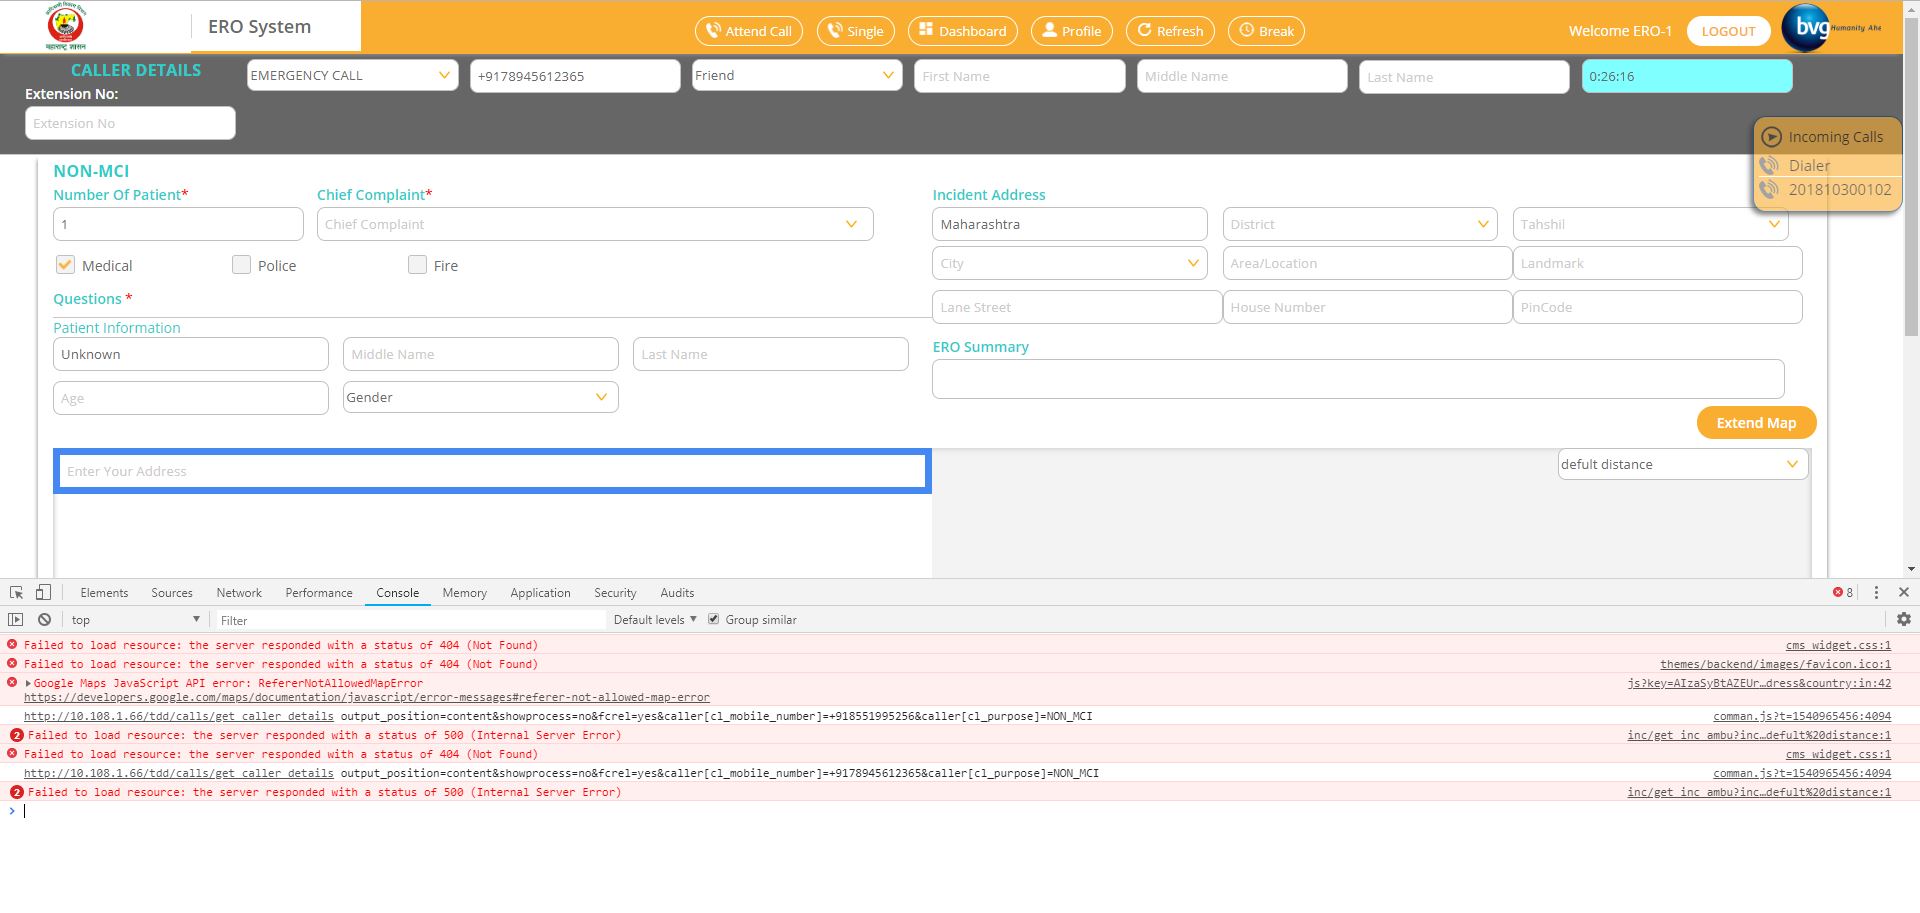 महाराष्ट्र शासन
ERO System
Attend Call
Single
Dashboard
Profile
Refresh
Break
Welcome ERO-1
LOGOUT
bvg Humanity Ahe
CALLER DETAILS
EMERGENCY CALL
+9178945612365
Friend
First Name
Middle Name
Last Name
0:26:16
Extension No:
Extension No
Incoming Calls
Dialer
201810300102
NON-MCI
Number Of Patient*
Chief Complaint*
Incident Address
1
Chief Complaint
Maharashtra
District
Tahshil
Medical
Police
Fire
City
Area/Location
Landmark
Questions *
Lane Street
House Number
PinCode
Patient Information
Unknown
Middle Name
Last Name
ERO Summary
Age
Gender
Extend Map
Enter Your Address
defult distance
Elements
Sources
Network
Performance
Console
Memory
Application
Security
Audits
8
top
Filter
Default levels
Group similar
Failed to load resource: the server responded with a status of 404 (Not Found)
cms_widget.css:1
Failed to load resource: the server responded with a status of 404 (Not Found)
themes/backend/images/favicon.ico:1
Google Maps JavaScript API error: RefererNotAllowedMapError
js?key=AIzaSyBtAZEUr…dress&country:in:42
https://developers.google.com/maps/documentation/javascript/error-messages#referer-not-allowed-map-error
http://10.108.1.66/tdd/calls/get_caller_details output_position=content&showprocess=no&fcrel=yes&caller[cl_mobile_number]=+918551995256&caller[cl_purpose]=NON_MCI
comman.js?t=1540965456:4094
2 Failed to load resource: the server responded with a status of 500 (Internal Server Error)
inc/get_inc_ambu?inc…defult%20distance:1
Failed to load resource: the server responded with a status of 404 (Not Found)
cms_widget.css:1
http://10.108.1.66/tdd/calls/get_caller_details output_position=content&showprocess=no&fcrel=yes&caller[cl_mobile_number]=+9178945612365&caller[cl_purpose]=NON_MCI
comman.js?t=1540965456:4094
2 Failed to load resource: the server responded with a status of 500 (Internal Server Error)
inc/get_inc_ambu?inc…defult%20distance:1